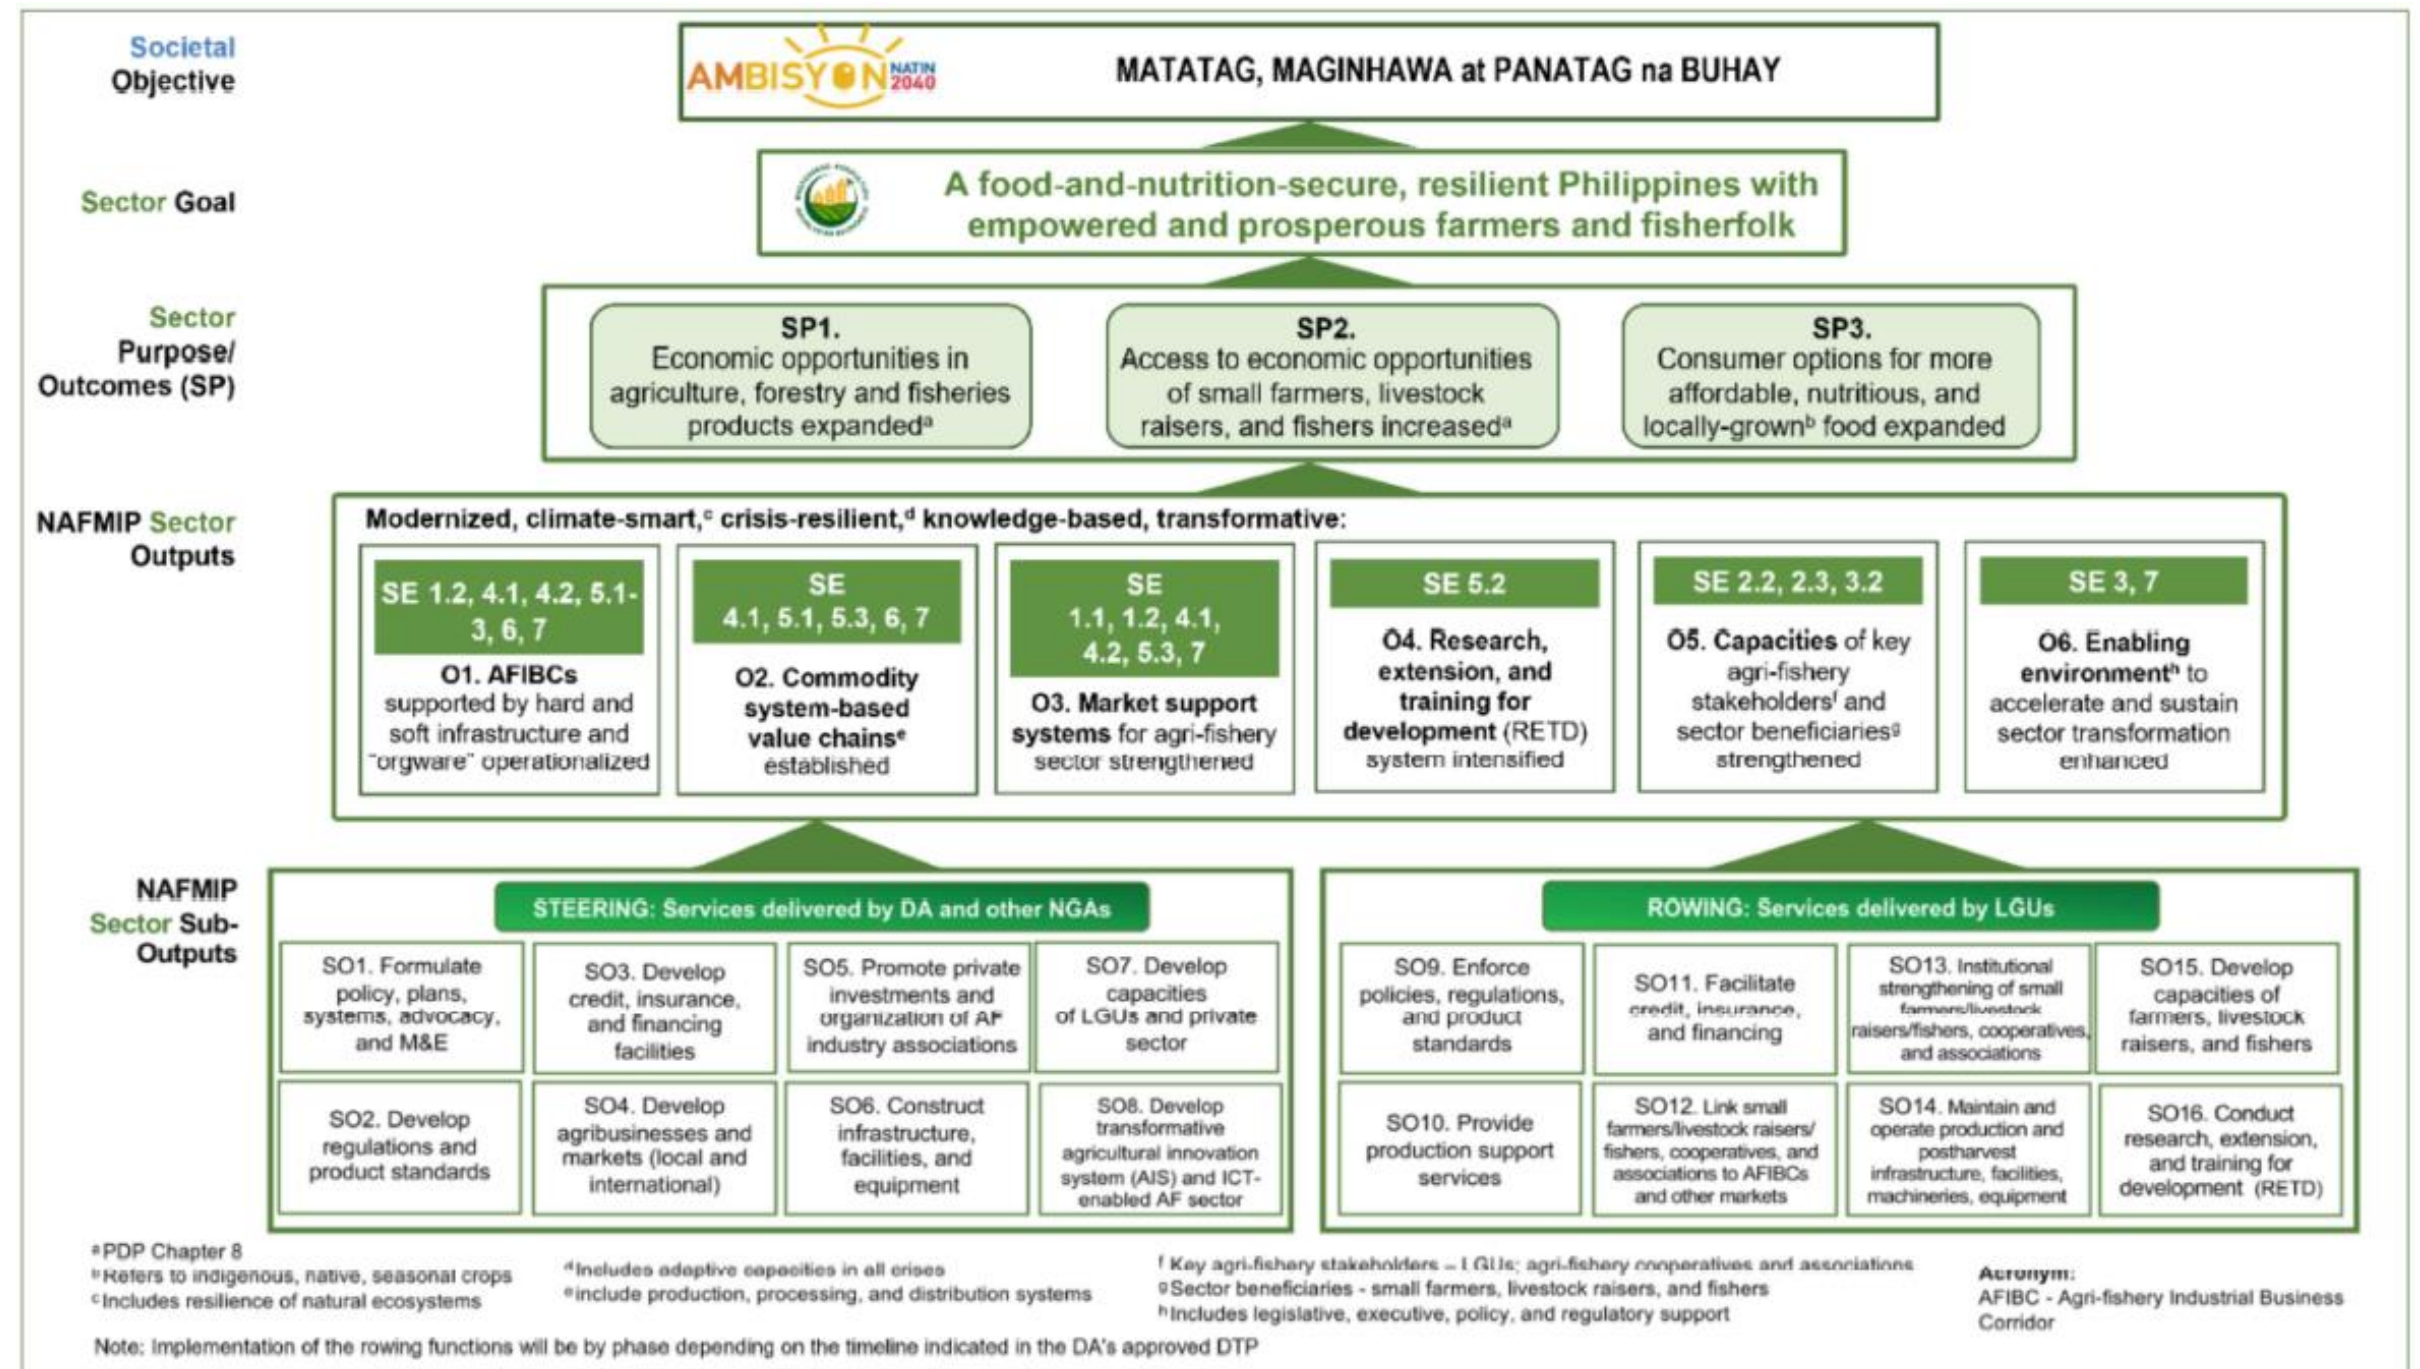 Societal
Objective
AMBISYON NATIN 2040
MATATAG, MAGINHAWA at PANATAG na BUHAY
Sector Goal
A food-and-nutrition-secure, resilient Philippines with
empowered and prosperous farmers and fisherfolk
Sector
Purpose/
Outcomes (SP)
SP1.
Economic opportunities in
agriculture, forestry and fisheries
products expandedᵃ
SP2.
Access to economic opportunities
of small farmers, livestock
raisers, and fishers increasedᵃ
SP3.
Consumer options for more
affordable, nutritious, and
locally-grownᵇ food expanded
NAFMIP Sector
Outputs
Modernized, climate-smart,ᶜ crisis-resilient,ᵈ knowledge-based, transformative:
SE 1.2, 4.1, 4.2, 5.1-
3, 6, 7
O1. AFIBCs
supported by hard and
soft infrastructure and
"orgware" operationalized
SE
4.1, 5.1, 5.3, 6, 7
O2. Commodity
system-based
value chainsᵉ
established
SE
1.1, 1.2, 4.1,
4.2, 5.3, 7
O3. Market support
systems for agri-fishery
sector strengthened
SE 5.2
O4. Research,
extension, and
training for
development (RETD)
system intensified
SE 2.2, 2.3, 3.2
O5. Capacities of key
agri-fishery
stakeholdersᶠ and
sector beneficiariesᵍ
strengthened
SE 3, 7
O6. Enabling
environmentʰ to
accelerate and sustain
sector transformation
enhanced
NAFMIP
Sector Sub-
Outputs
STEERING: Services delivered by DA and other NGAs
SO1. Formulate
policy, plans,
systems, advocacy,
and M&E
SO3. Develop
credit, insurance,
and financing
facilities
SO5. Promote private
investments and
organization of AF
industry associations
SO7. Develop
capacities
of LGUs and private
sector
SO2. Develop
regulations and
product standards
SO4. Develop
agribusinesses and
markets (local and
international)
SO6. Construct
infrastructure,
facilities, and
equipment
SO8. Develop
transformative
agricultural innovation
system (AIS) and ICT-
enabled AF sector
ROWING: Services delivered by LGUs
SO9. Enforce
policies, regulations,
and product
standards
SO11. Facilitate
credit, insurance,
and financing
SO13. Institutional
strengthening of small
farmers/livestock
raisers/fishers, cooperatives,
and associations
SO15. Develop
capacities of
farmers, livestock
raisers, and fishers
SO10. Provide
production support
services
SO12. Link small
farmers/livestock raisers/
fishers, cooperatives, and
associations to AFIBCs
and other markets
SO14. Maintain and
operate production and
postharvest
infrastructure, facilities,
machineries, equipment
SO16. Conduct
research, extension,
and training for
development (RETD)
ᵃ PDP Chapter 8
ᵇ Refers to indigenous, native, seasonal crops
ᶜ Includes resilience of natural ecosystems
ᵈ Includes adaptive capacities in all crises
ᵉ include production, processing, and distribution systems
ᶠ Key agri-fishery stakeholders – LGUs; agri-fishery cooperatives and associations
ᵍ Sector beneficiaries - small farmers, livestock raisers, and fishers
ʰ Includes legislative, executive, policy, and regulatory support
Acronym:
AFIBC - Agri-fishery Industrial Business
Corridor
Note: Implementation of the rowing functions will be by phase depending on the timeline indicated in the DA's approved DTP